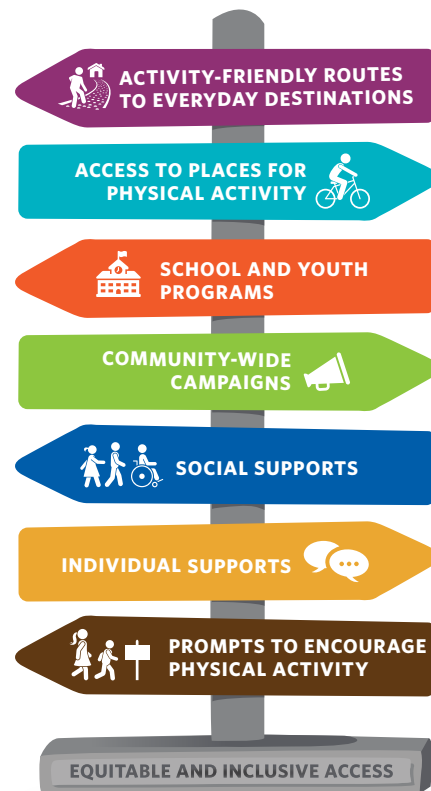 ACTIVITY-FRIENDLY ROUTES
TO EVERYDAY DESTINATIONS
ACCESS TO PLACES FOR
PHYSICAL ACTIVITY
SCHOOL AND YOUTH
PROGRAMS
COMMUNITY-WIDE
CAMPAIGNS
SOCIAL SUPPORTS
INDIVIDUAL SUPPORTS
PROMPTS TO ENCOURAGE
PHYSICAL ACTIVITY
EQUITABLE AND INCLUSIVE ACCESS